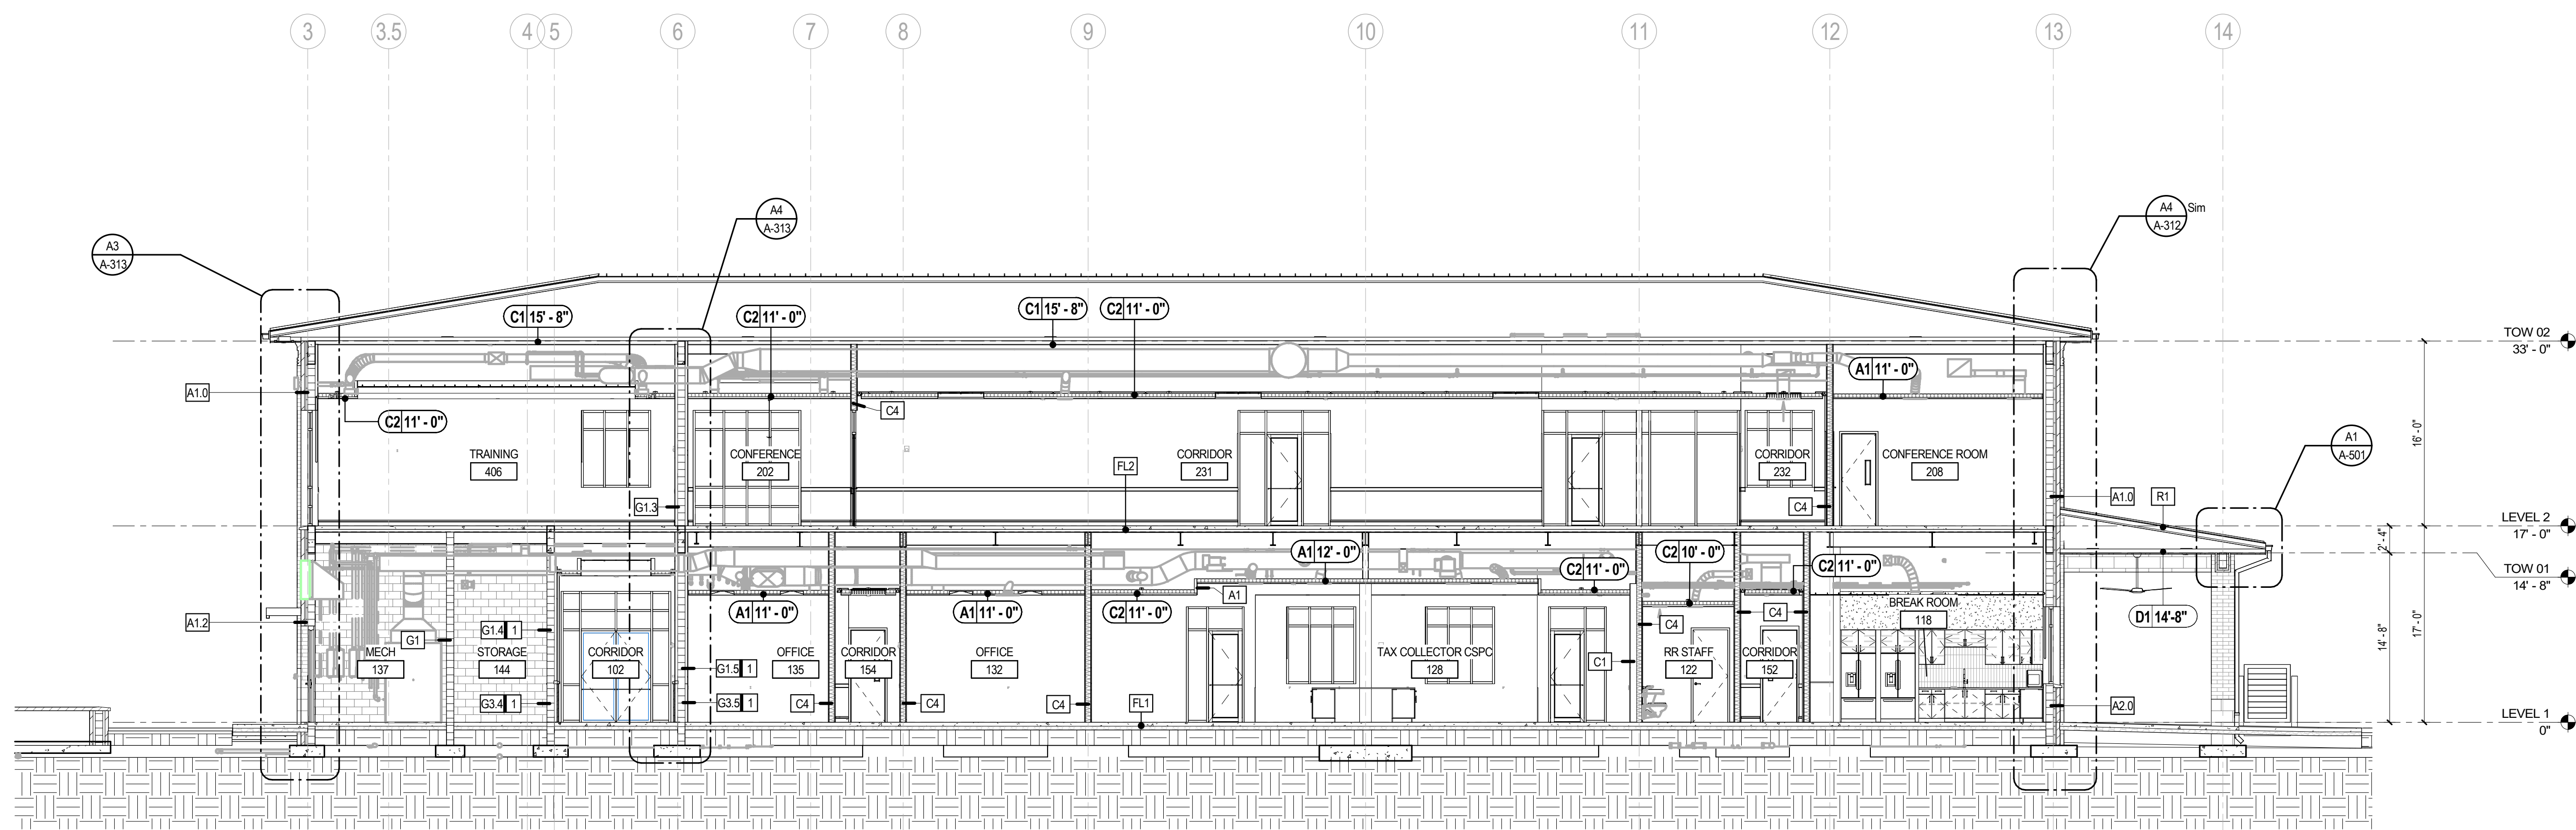 3
3.5
4
5
6
7
8
9
10
11
12
13
14
A4
A-313
A4
A-312
Sim
A3
A-313
C1 15' - 8"
C2 11' - 0"
C1 15' - 8"
C2 11' - 0"
TOW 02
33' - 0"
A1 11' - 0"
A1.0
C4
C2 11' - 0"
16' - 0"
A1
A-501
TRAINING
406
CONFERENCE
202
CORRIDOR
231
CORRIDOR
232
CONFERENCE ROOM
208
FL2
A1.0
R1
G1.3
C4
LEVEL 2
17' - 0"
2' - 4"
A1 12' - 0"
C2 10' - 0"
C2 11' - 0"
C2 11' - 0"
TOW 01
14' - 8"
A1
A1 11' - 0"
A1 11' - 0"
C2 11' - 0"
BREAK ROOM
118
D1 14'-8"
A1.2
G1
G1.4 1
C4
C4
14' - 8"
17' - 0"
MECH
137
STORAGE
144
CORRIDOR
102
G1.5 1
OFFICE
135
CORRIDOR
154
OFFICE
132
TAX COLLECTOR CSPC
128
C1
RR STAFF
122
CORRIDOR
152
G3.4 1
G3.5 1
C4
C4
C4
FL1
A2.0
LEVEL 1
0"